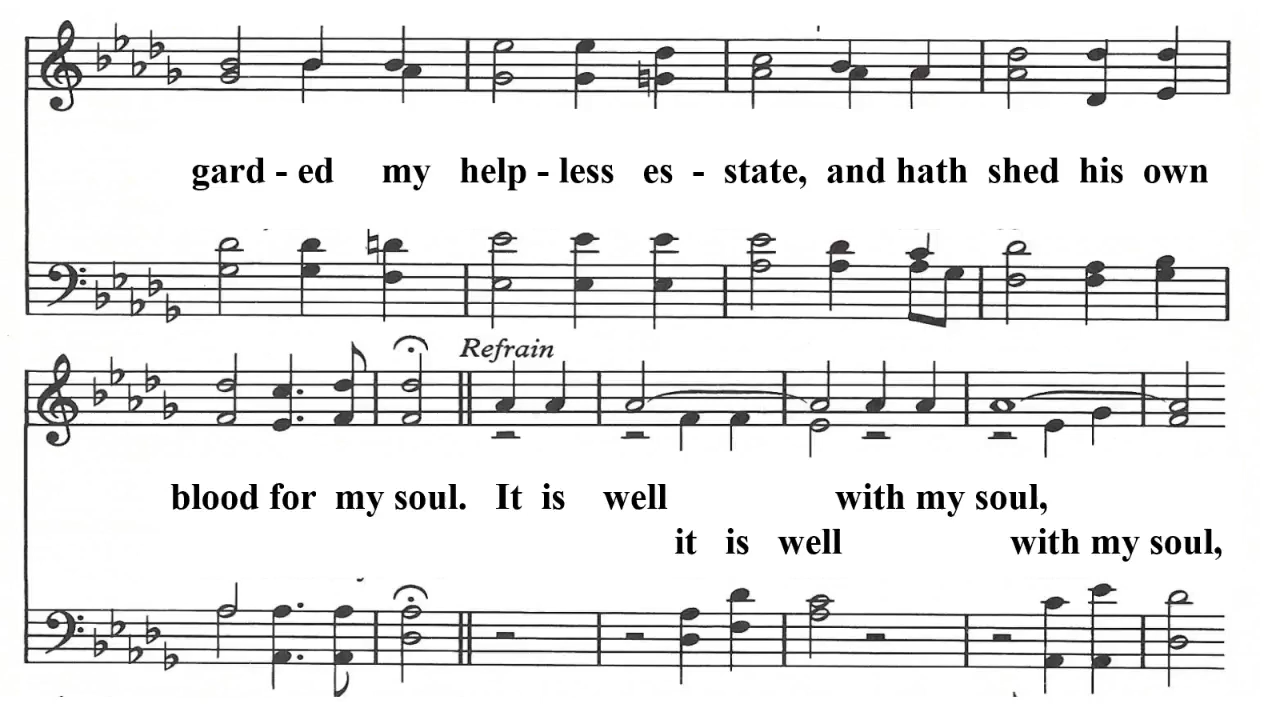 gard - ed my help - less es - state, and hath shed his own
Refrain
blood for my soul. It is well with my soul,
it is well with my soul,